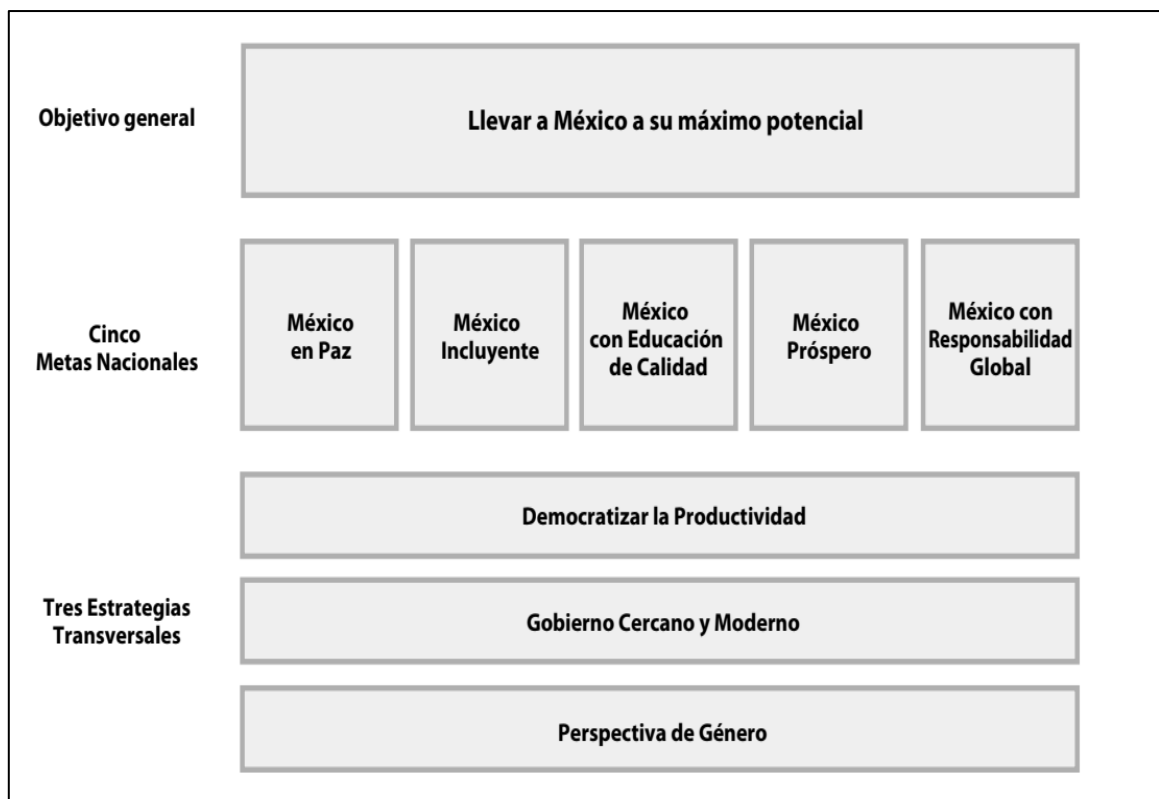 Objetivo general
Llevar a México a su máximo potencial
Cinco
Metas Nacionales
México
en Paz
México
Incluyente
México
con Educación
de Calidad
México
Próspero
México con
Responsabilidad
Global
Tres Estrategias
Transversales
Democratizar la Productividad
Gobierno Cercano y Moderno
Perspectiva de Género